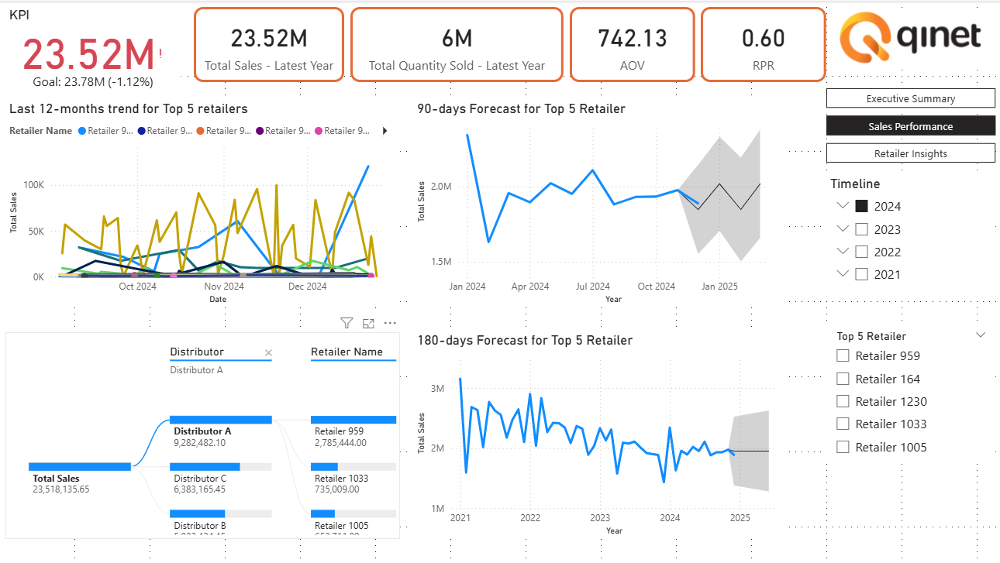 KPI
23.52M!
Goal: 23.78M (-1.12%)
23.52M
Total Sales - Latest Year
6M
Total Quantity Sold - Latest Year
742.13
AOV
0.60
RPR
qinet
Executive Summary
Sales Performance
Retailer Insights
Timeline
2024
2023
2022
2021
Last 12-months trend for Top 5 retailers
Retailer Name Retailer 9... Retailer 9... Retailer 9... Retailer 9... Retailer 9...
Total Sales
100K
50K
0K
Oct 2024 Nov 2024 Dec 2024
Date
90-days Forecast for Top 5 Retailer
Total Sales
2.0M
1.5M
Jan 2024 Apr 2024 Jul 2024 Oct 2024 Jan 2025
Year
Distributor
Distributor A
Retailer Name
Total Sales
23,518,135.65
Distributor A
9,282,482.10
Distributor C
6,383,165.45
Distributor B
Retailer 959
2,785,444.00
Retailer 1033
735,009.00
Retailer 1005
180-days Forecast for Top 5 Retailer
Total Sales
3M
2M
1M
2021 2022 2023 2024 2025
Year
Top 5 Retailer
Retailer 959
Retailer 164
Retailer 1230
Retailer 1033
Retailer 1005